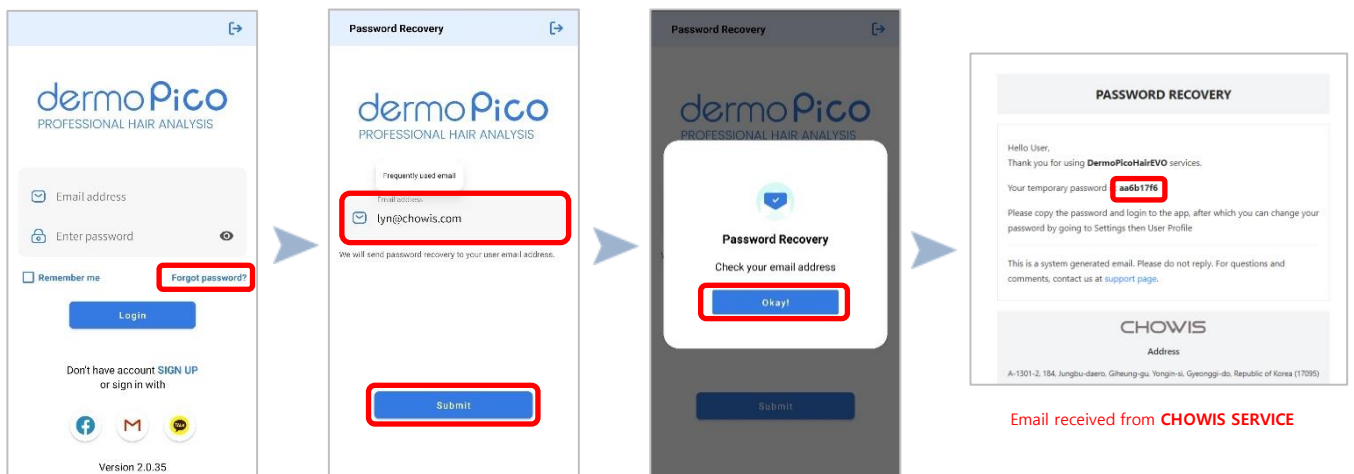 dermoPico
PROFESSIONAL HAIR ANALYSIS
Email address
Enter password
Remember me
Forgot password?
Login
Don't have account SIGN UP
or sign in with
TALK
Version 2.0.35
Password Recovery
dermoPico
PROFESSIONAL HAIR ANALYSIS
Frequently used email
Email address
lyn@chowis.com
We will send password recovery to your user email address.
Submit
Password Recovery
dermoPico
PROFESSIONAL HAIR ANALYSIS
Password Recovery
Check your email address
Okay!
Submit
PASSWORD RECOVERY
Hello User,
Thank you for using DermoPicoHairEVO services.
Your temporary password aa6b17f6
Please copy the password and login to the app, after which you can change your
password by going to Settings then User Profile
This is a system generated email. Please do not reply. For questions and
comments, contact us at support page.
CHOWIS
Address
A-1301-2, 184, Jungbu-daero, Giheung-gu, Yongin-si, Gyeonggi-do, Republic of Korea (17095)
Email received from CHOWIS SERVICE